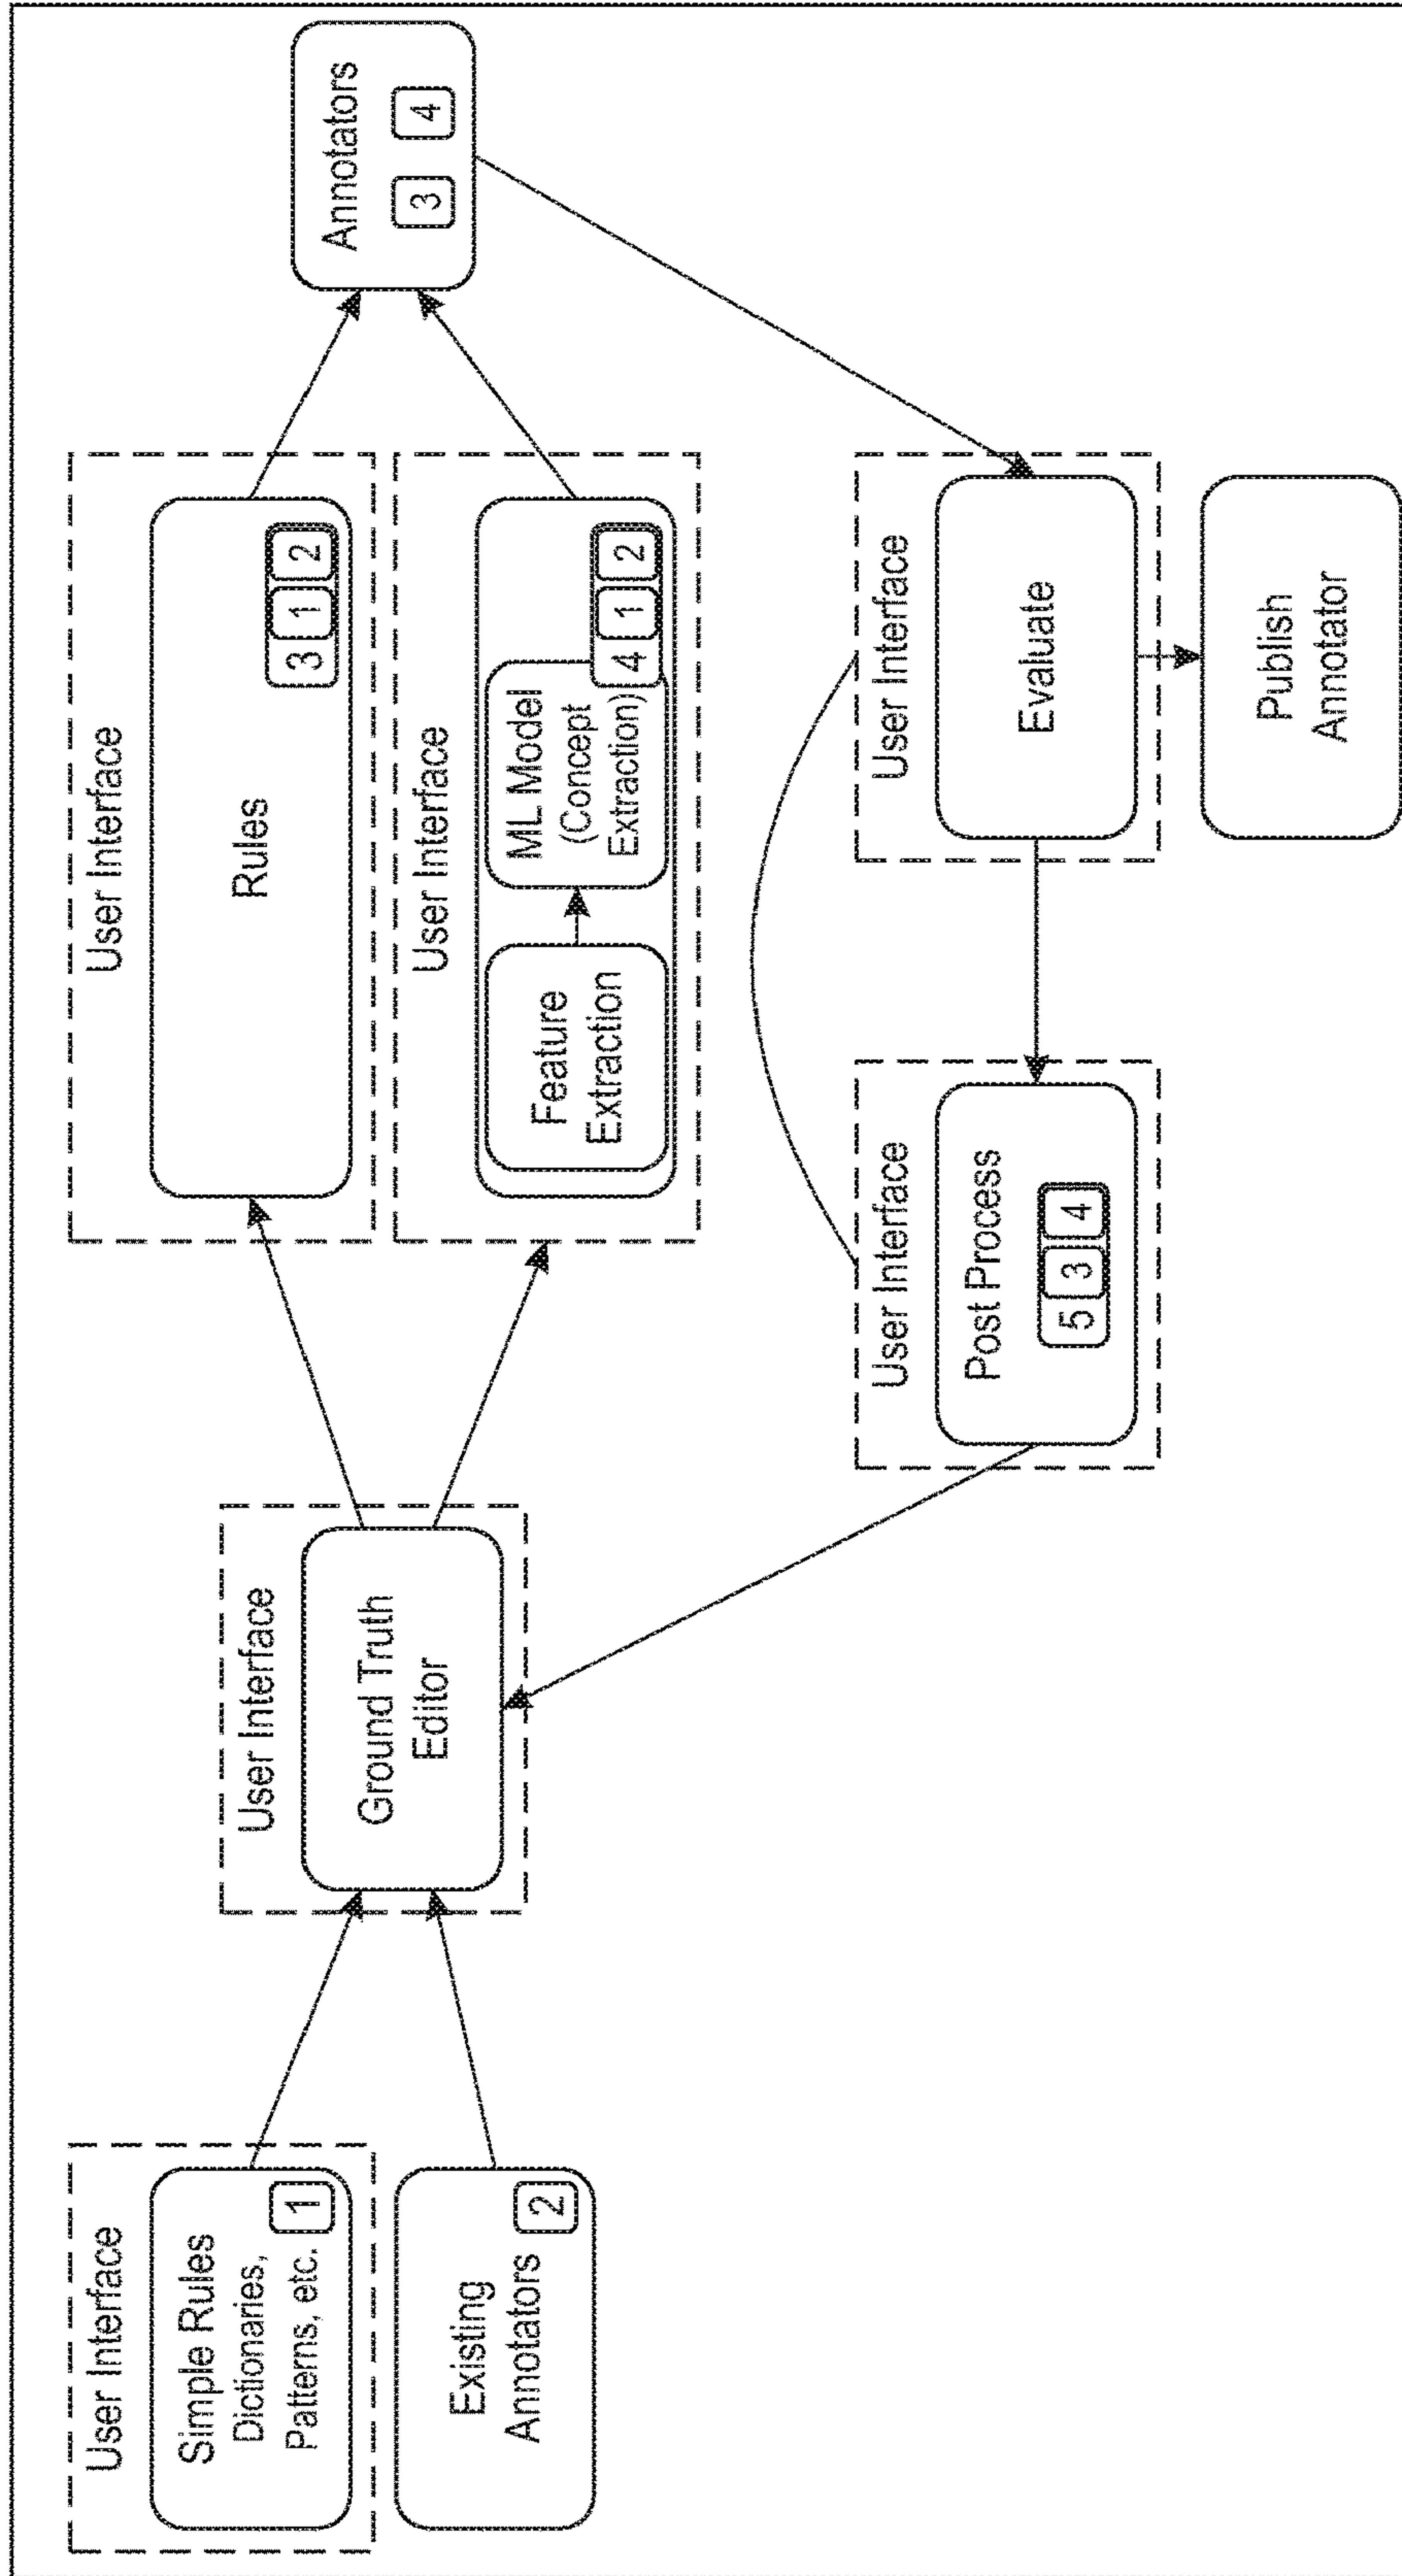 User Interface
Simple Rules
Dictionaries,
Patterns, etc.
1
Existing
Annotators
2
User Interface
Ground Truth
Editor
User Interface
Rules
3 1 2
User Interface
Feature
Extraction
ML Model
(Concept
Extraction)
4 1 2
Annotators
3 4
User Interface
Post Process
5 3 4
User Interface
Evaluate
Publish
Annotator